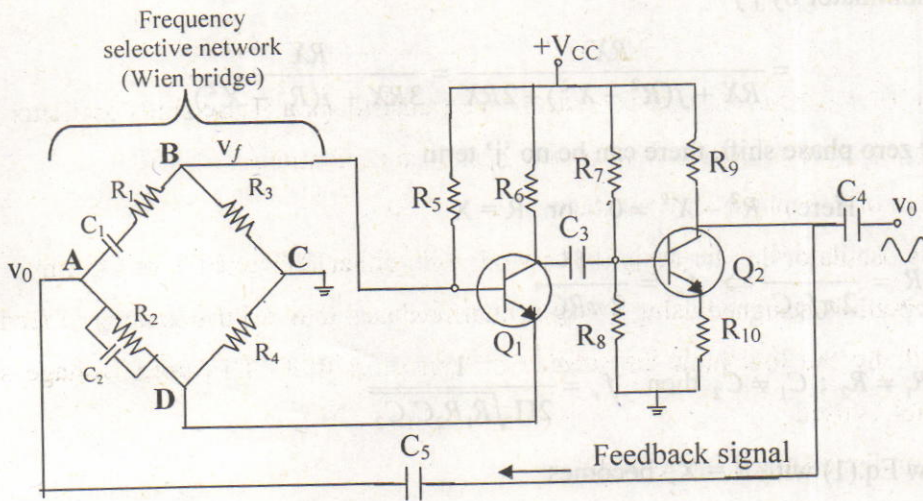 Frequency
selective network
(Wien bridge)
+V_CC
B
v_f
R_1
R_3
C_1
A
v_0
C
R_2
C_2
R_4
D
R_5
R_6
R_7
R_9
C_3
C_4
v_0
Q_1
Q_2
R_8
R_10
C_5
Feedback signal